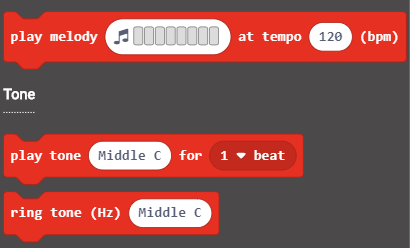 play melody at tempo 120 (bpm)
Tone
play tone Middle C for 1 beat
ring tone (Hz) Middle C